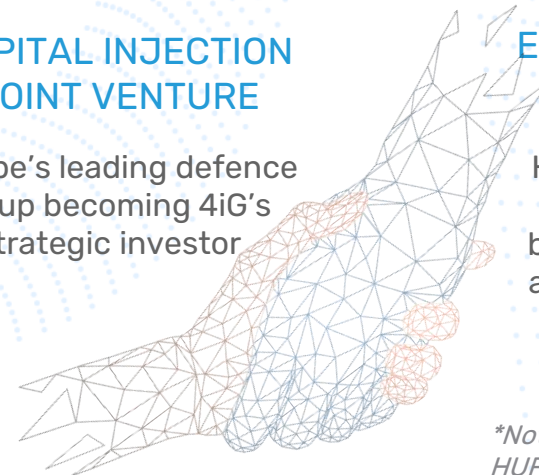 PITAL INJECTION
OINT VENTURE
pe's leading defence
up becoming 4iG's
trategic investor
E
H
b
a
*No
HUF